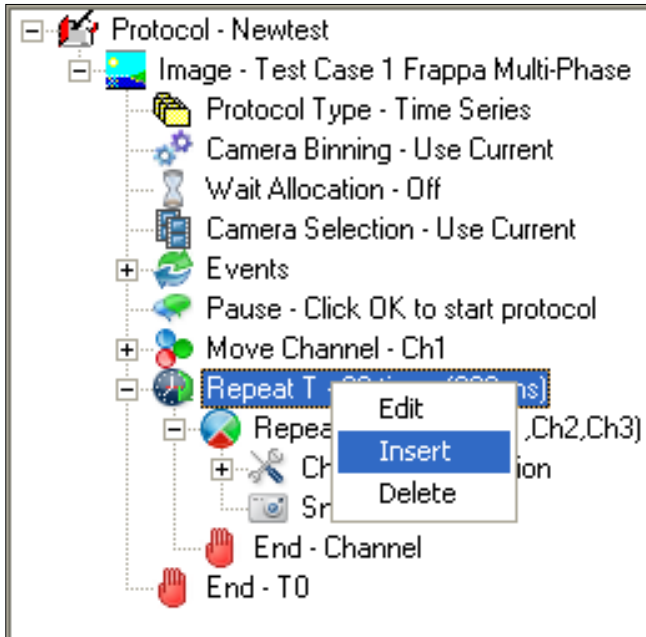 Protocol - Newtest
Image - Test Case 1 Frappa Multi-Phase
Protocol Type - Time Series
Camera Binning - Use Current
Wait Allocation - Off
Camera Selection - Use Current
Events
Pause - Click OK to start protocol
Move Channel - Ch1
Repeat T -
Edit
,Ch2,Ch3)
Insert
Delete
End - Channel
End - T0